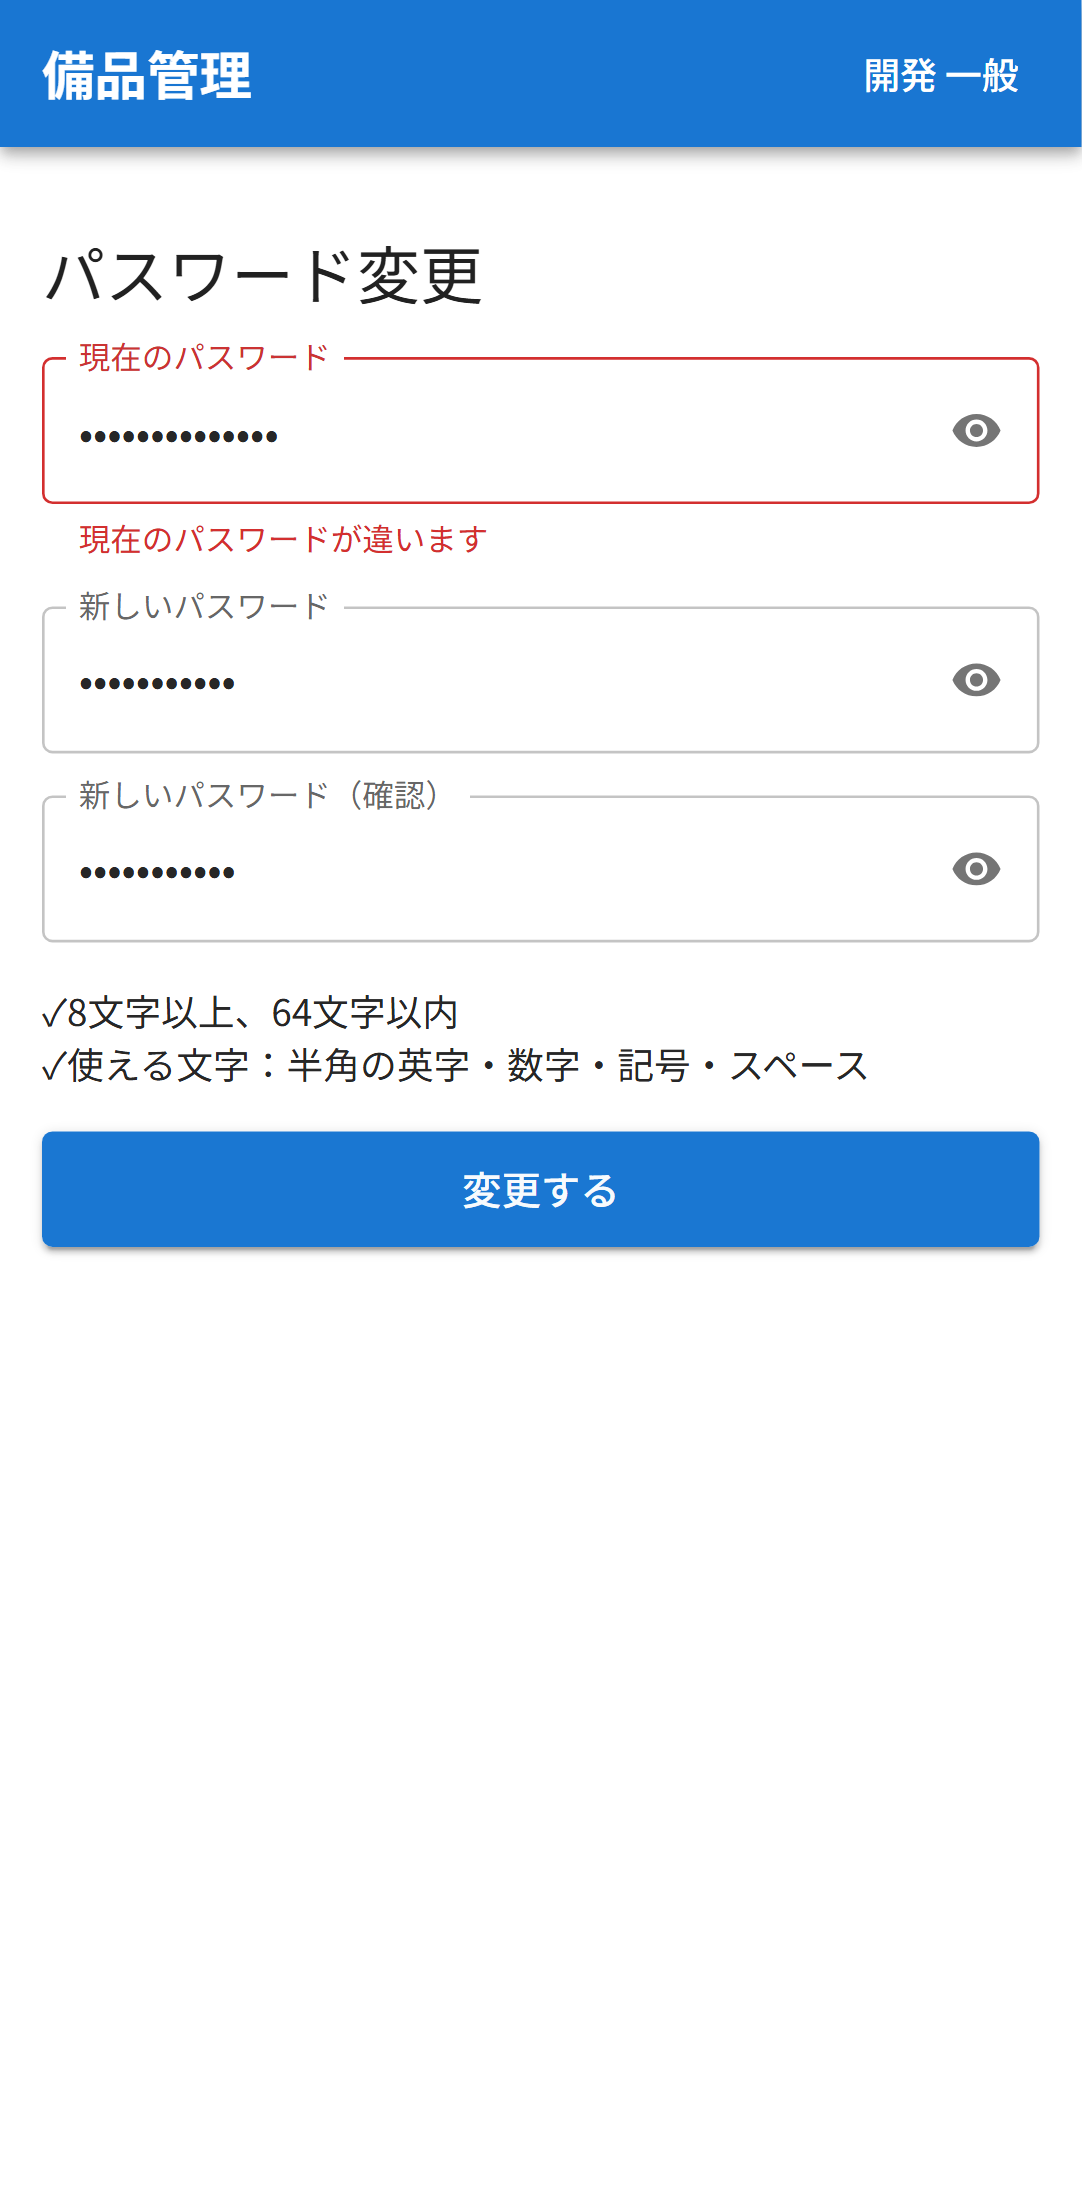 備品管理
開発 一般
パスワード変更
現在のパスワード
••••••••••••••
現在のパスワードが違います
新しいパスワード
•••••••••••
新しいパスワード（確認）
•••••••••••
✓8文字以上、64文字以内
✓使える文字：半角の英字・数字・記号・スペース
変更する